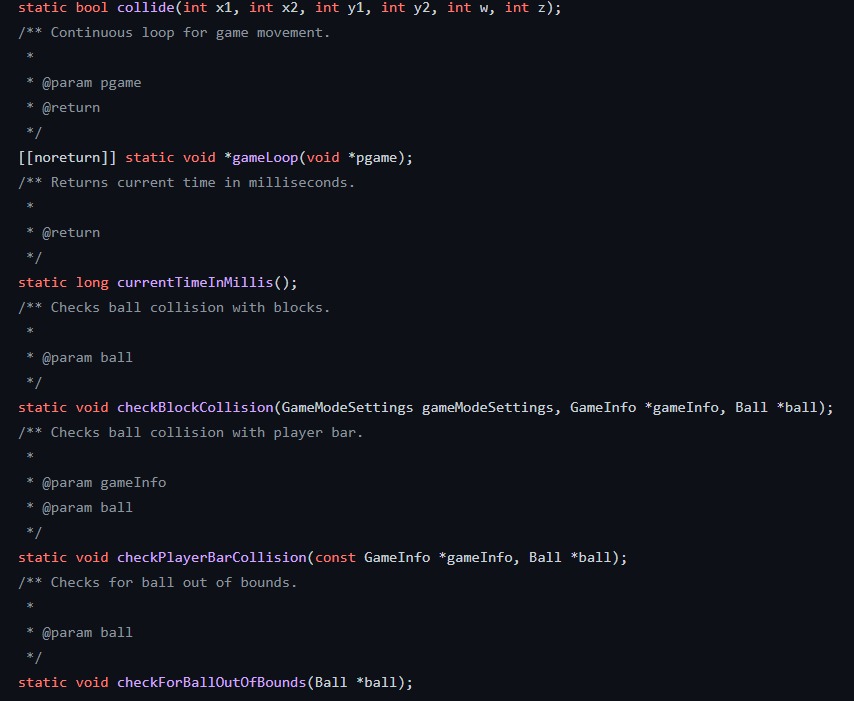 static bool collide(int x1, int x2, int y1, int y2, int w, int z);
/** Continuous loop for game movement.
 *
 * @param pgame
 * @return
 */
[[noreturn]] static void *gameLoop(void *pgame);
/** Returns current time in milliseconds.
 *
 * @return
 */
static long currentTimeInMillis();
/** Checks ball collision with blocks.
 *
 * @param ball
 */
static void checkBlockCollision(GameModeSettings gameModeSettings, GameInfo *gameInfo, Ball *ball);
/** Checks ball collision with player bar.
 *
 * @param gameInfo
 * @param ball
 */
static void checkPlayerBarCollision(const GameInfo *gameInfo, Ball *ball);
/** Checks for ball out of bounds.
 *
 * @param ball
 */
static void checkForBallOutOfBounds(Ball *ball);